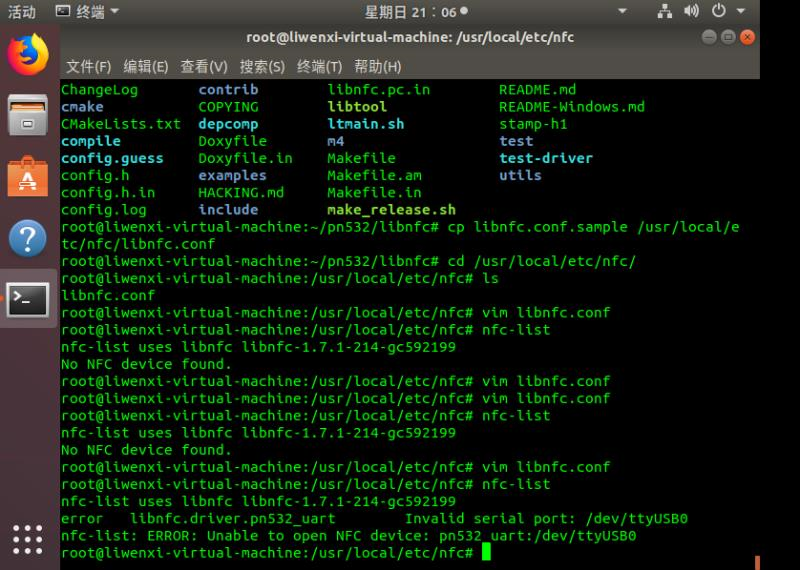 活动 终端 星期日 21：06
root@liwenxi-virtual-machine: /usr/local/etc/nfc
文件(F) 编辑(E) 查看(V) 搜索(S) 终端(T) 帮助(H)
ChangeLog contrib libnfc.pc.in README.md
cmake COPYING libtool README-Windows.md
CMakeLists.txt depcomp ltmain.sh stamp-h1
compile Doxyfile m4 test
config.guess Doxyfile.in Makefile test-driver
config.h examples Makefile.am utils
config.h.in HACKING.md Makefile.in
config.log include make_release.sh
root@liwenxi-virtual-machine:~/pn532/libnfc# cp libnfc.conf.sample /usr/local/e
tc/nfc/libnfc.conf
root@liwenxi-virtual-machine:~/pn532/libnfc# cd /usr/local/etc/nfc/
root@liwenxi-virtual-machine:/usr/local/etc/nfc# ls
libnfc.conf
root@liwenxi-virtual-machine:/usr/local/etc/nfc# vim libnfc.conf
root@liwenxi-virtual-machine:/usr/local/etc/nfc# nfc-list
nfc-list uses libnfc libnfc-1.7.1-214-gc592199
No NFC device found.
root@liwenxi-virtual-machine:/usr/local/etc/nfc# vim libnfc.conf
root@liwenxi-virtual-machine:/usr/local/etc/nfc# vim libnfc.conf
root@liwenxi-virtual-machine:/usr/local/etc/nfc# nfc-list
nfc-list uses libnfc libnfc-1.7.1-214-gc592199
No NFC device found.
root@liwenxi-virtual-machine:/usr/local/etc/nfc# vim libnfc.conf
root@liwenxi-virtual-machine:/usr/local/etc/nfc# nfc-list
nfc-list uses libnfc libnfc-1.7.1-214-gc592199
error libnfc.driver.pn532_uart Invalid serial port: /dev/ttyUSB0
nfc-list: ERROR: Unable to open NFC device: pn532_uart:/dev/ttyUSB0
root@liwenxi-virtual-machine:/usr/local/etc/nfc#